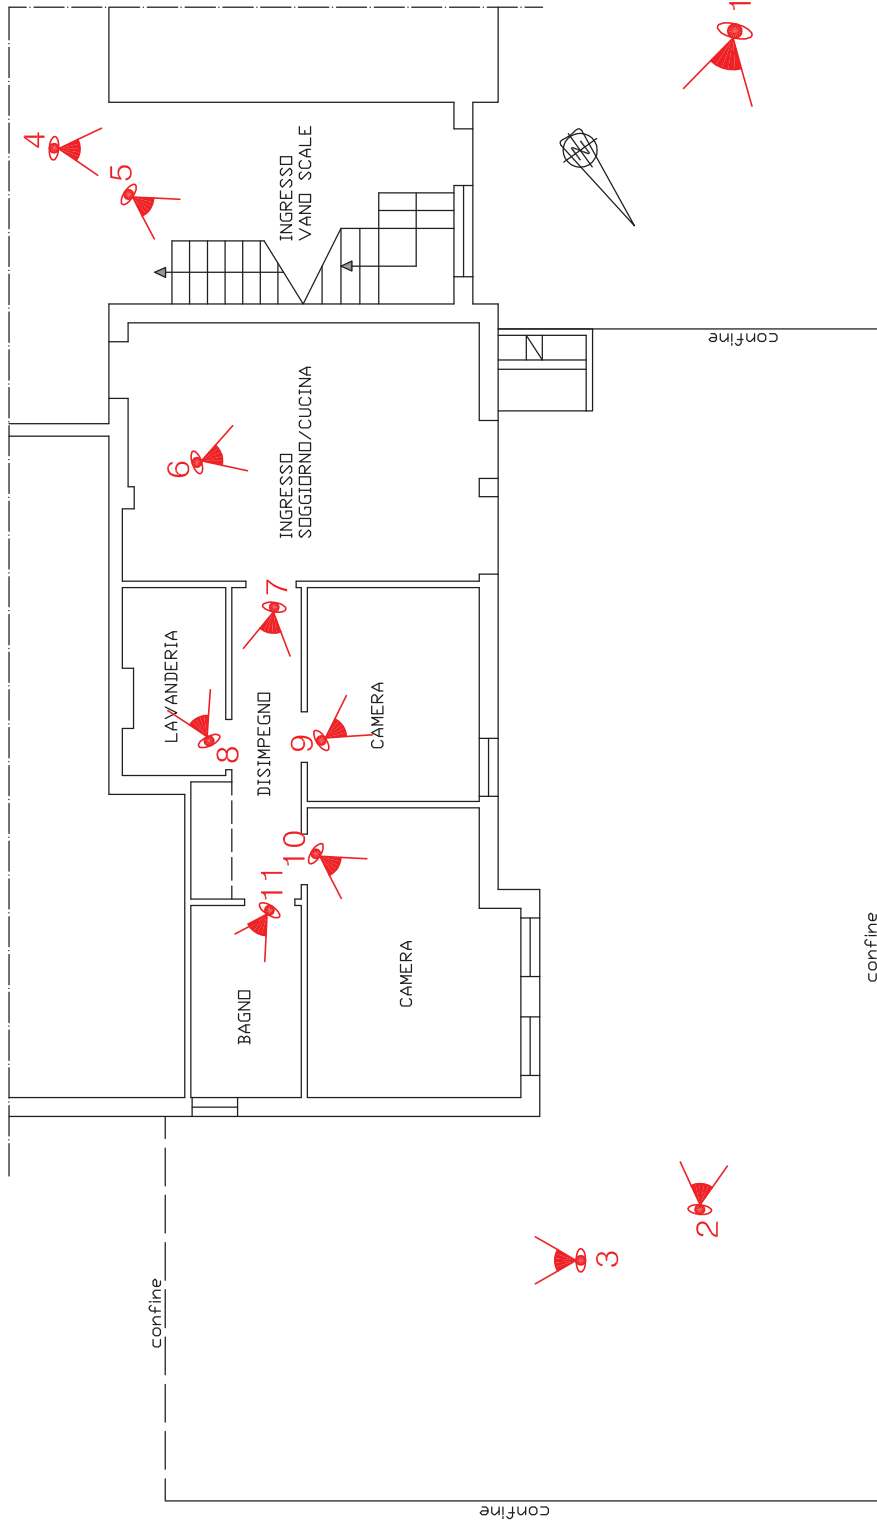 1
4
5
INGRESSO
VANO SCALE
N
confine
6
INGRESSO
SOGGIORNO/CUCINA
7
LAVANDERIA
8
DISIMPEGNO
9
CAMERA
10
11
BAGNO
CAMERA
confine
2
3
confine
confine